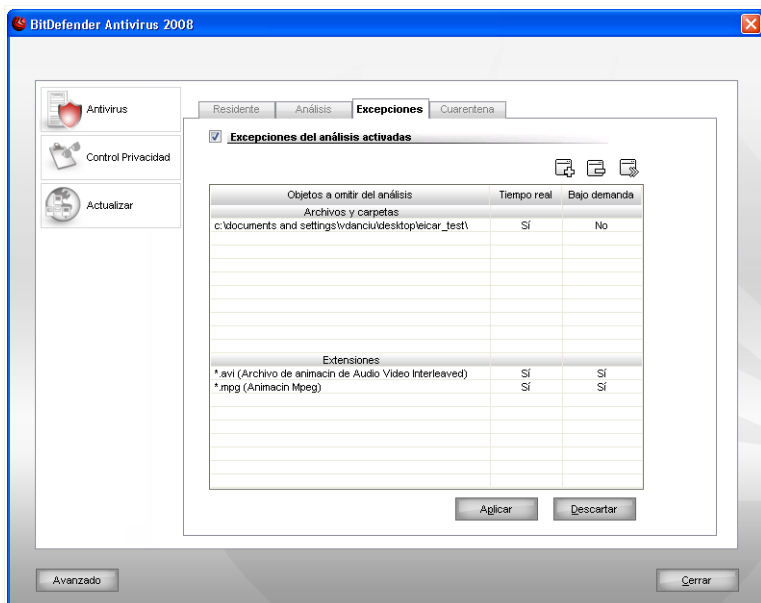 BitDefender Antivirus 2008
Antivirus
Control Privacidad
Actualizar
Residente Análisis Excepciones Cuarentena
Excepciones del análisis activadas
Objetos a omitir del análisis Tiempo real Bajo demanda
Archivos y carpetas
c:\documents and settings\vdanciu\desktop\eicar_test\ Sí No
Extensiones
*.avi (Archivo de animacin de Audio Video Interleaved) Sí Sí
*.mpg (Animacin Mpeg) Sí Sí
Aplicar Descartar
Avanzado Cerrar